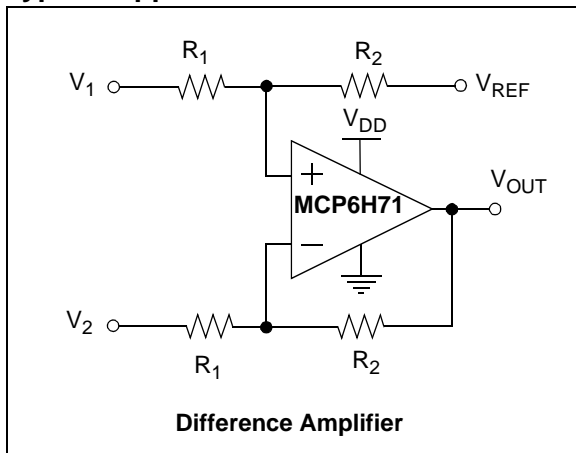 R1
R2
V1
VREF
VDD
+
MCP6H71
VOUT
−
V2
R1
R2
Difference Amplifier